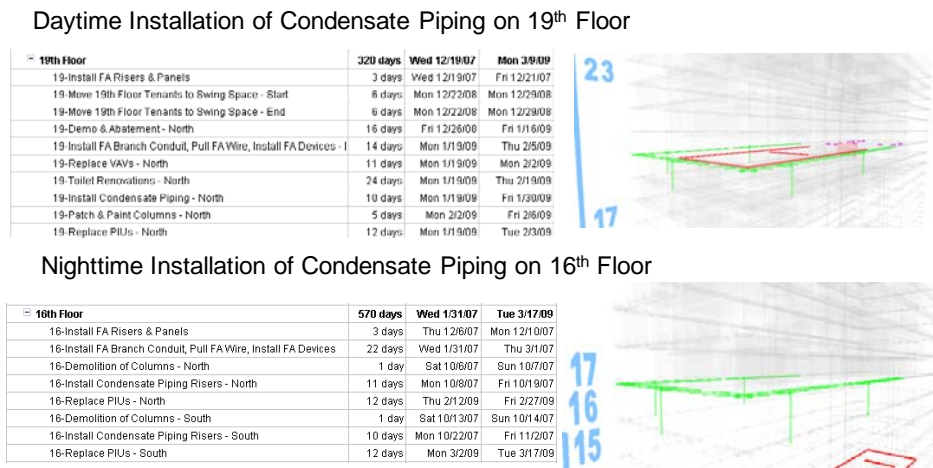 Daytime Installation of Condensate Piping on 19th Floor
19th Floor 320 days Wed 12/19/07 Mon 3/9/09
19-Install FA Risers & Panels 3 days Wed 12/19/07 Fri 12/21/07
19-Move 19th Floor Tenants to Swing Space - Start 6 days Mon 12/22/08 Mon 12/29/08
19-Move 19th Floor Tenants to Swing Space - End 6 days Mon 12/22/08 Mon 12/29/08
19-Demo & Abatement - North 16 days Fri 12/26/08 Fri 1/16/09
19-Install FA Branch Conduit, Pull FA Wire, Install FA Devices - 14 days Mon 1/19/09 Thu 2/5/09
19-Replace VAVs - North 11 days Mon 1/19/09 Mon 2/2/09
19-Toilet Renovations - North 24 days Mon 1/19/09 Thu 2/19/09
19-Install Condensate Piping - North 10 days Mon 1/19/09 Fri 1/30/09
19-Patch & Paint Columns - North 5 days Mon 2/2/09 Fri 2/6/09
19-Replace PIUs - North 12 days Mon 1/19/09 Tue 2/3/09
23
17
Nighttime Installation of Condensate Piping on 16th Floor
16th Floor 570 days Wed 1/31/07 Tue 3/17/09
16-Install FA Risers & Panels 3 days Thu 12/6/07 Mon 12/10/07
16-Install FA Branch Conduit, Pull FA Wire, Install FA Devices 22 days Wed 1/31/07 Thu 3/1/07
16-Demolition of Columns - North 1 day Sat 10/6/07 Sun 10/7/07
16-Install Condensate Piping Risers - North 11 days Mon 10/8/07 Fri 10/19/07
16-Replace PIUs - North 12 days Thu 2/12/09 Fri 2/27/09
16-Demolition of Columns - South 1 day Sat 10/13/07 Sun 10/14/07
16-Install Condensate Piping Risers - South 10 days Mon 10/22/07 Fri 11/2/07
16-Replace PIUs - South 12 days Mon 3/2/09 Tue 3/17/09
17
16
15